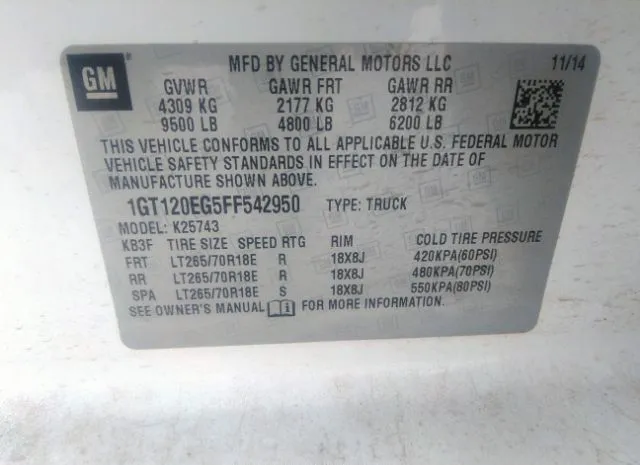 GM
MFD BY GENERAL MOTORS LLC 11/14
GVWR GAWR FRT GAWR RR
4309 KG 2177 KG 2812 KG
9500 LB 4800 LB 6200 LB
THIS VEHICLE CONFORMS TO ALL APPLICABLE U.S. FEDERAL MOTOR
VEHICLE SAFETY STANDARDS IN EFFECT ON THE DATE OF
MANUFACTURE SHOWN ABOVE.
1GT120EG5FF542950 TYPE: TRUCK
MODEL: K25743
KB3F TIRE SIZE SPEED RTG RIM COLD TIRE PRESSURE
FRT LT265/70R18E R 18X8J 420KPA(60PSI)
RR LT265/70R18E R 18X8J 480KPA(70PSI)
SPA LT265/70R18E S 18X8J 550KPA(80PSI)
SEE OWNER'S MANUAL FOR MORE INFORMATION.